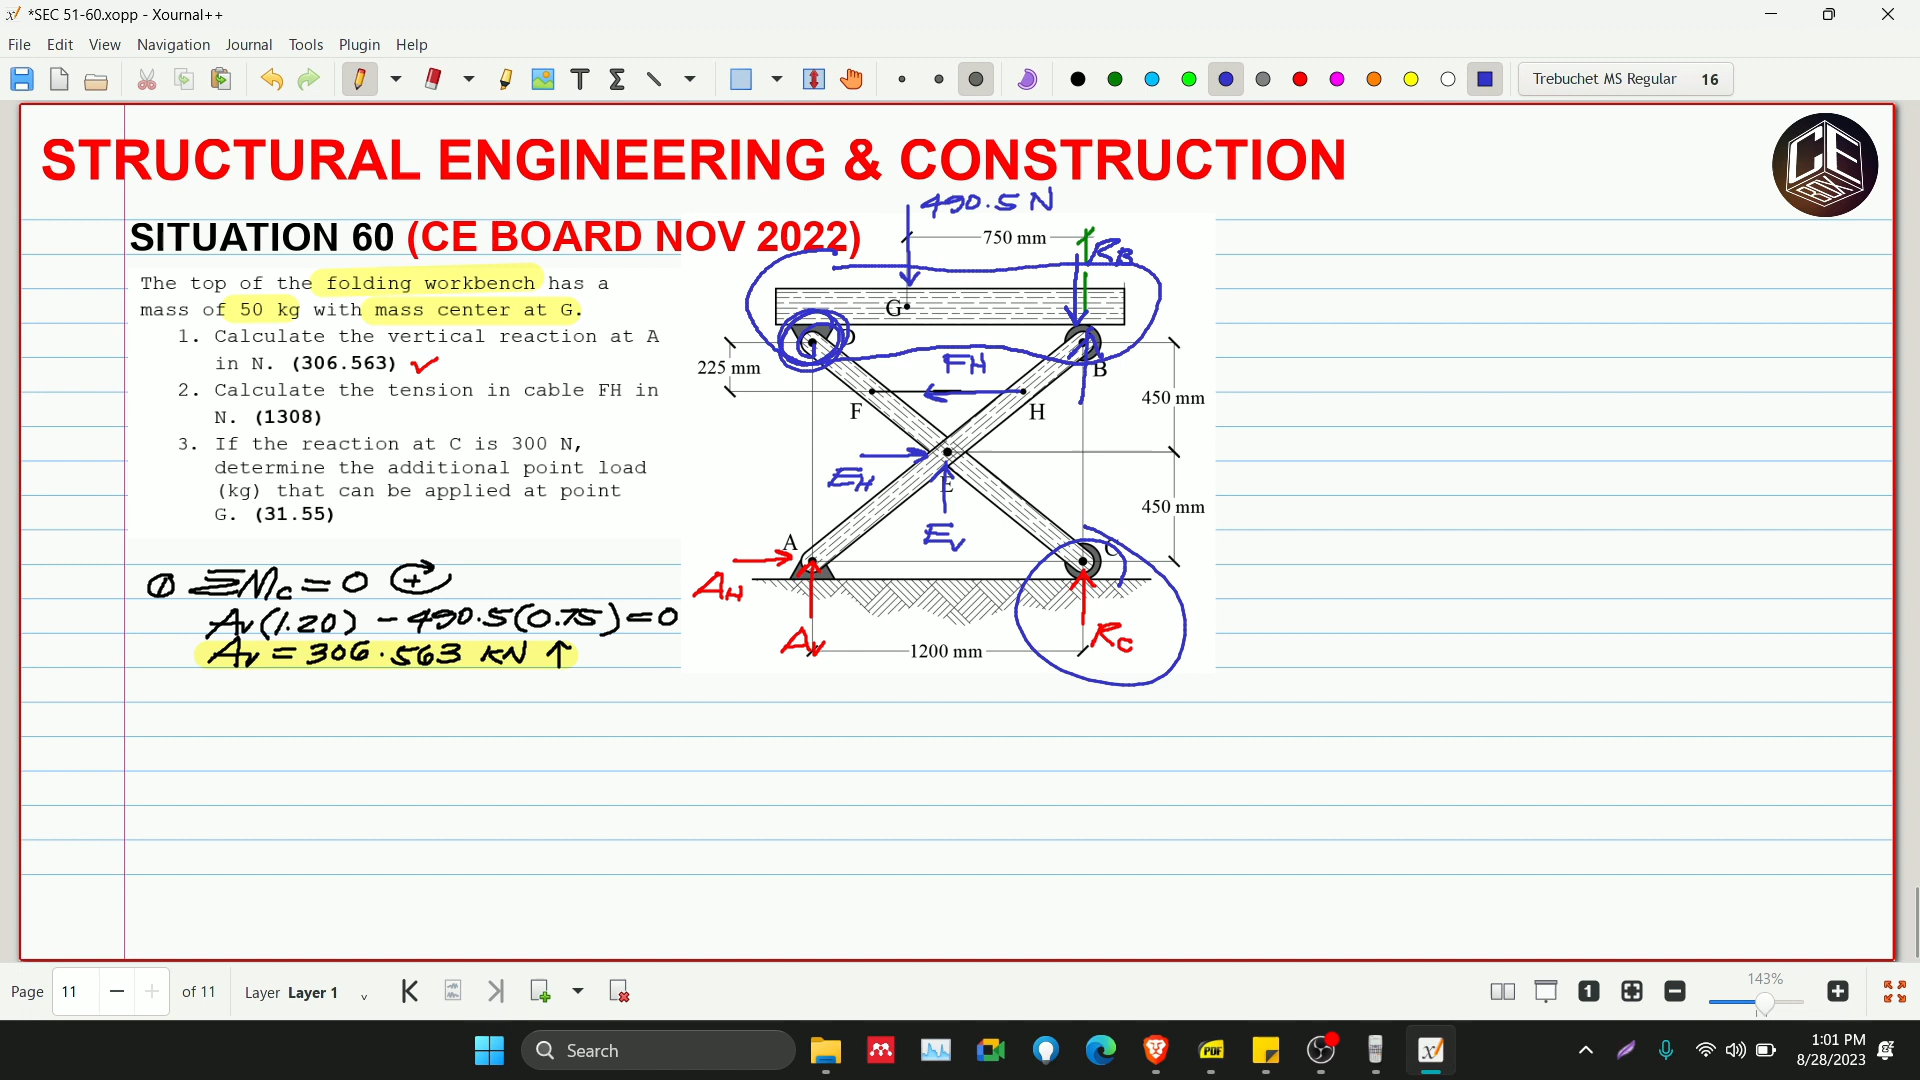 *SEC 51-60.xopp - Xournal++
File Edit View Navigation Journal Tools Plugin Help
Trebuchet MS Regular 16
STRUCTURAL ENGINEERING & CONSTRUCTION
CE
BOX
SITUATION 60 (CE BOARD NOV 2022)
The top of the folding workbench has a
mass of 50 kg with mass center at G.
1. Calculate the vertical reaction at A
in N. (306.563)
2. Calculate the tension in cable FH in
N. (1308)
3. If the reaction at C is 300 N,
determine the additional point load
(kg) that can be applied at point
G. (31.55)
① ΣMc = 0 (+)
Av(1.20) - 490.5(0.75) = 0
Av = 306.563 KN ↑
490.5 N
750 mm
RB
G
D
B
225 mm
FH
F
H
450 mm
EH
E
Ev
450 mm
A
C
AH
Av
Rc
1200 mm
Page 11 of 11 Layer Layer 1
143%
Search
1:01 PM
8/28/2023